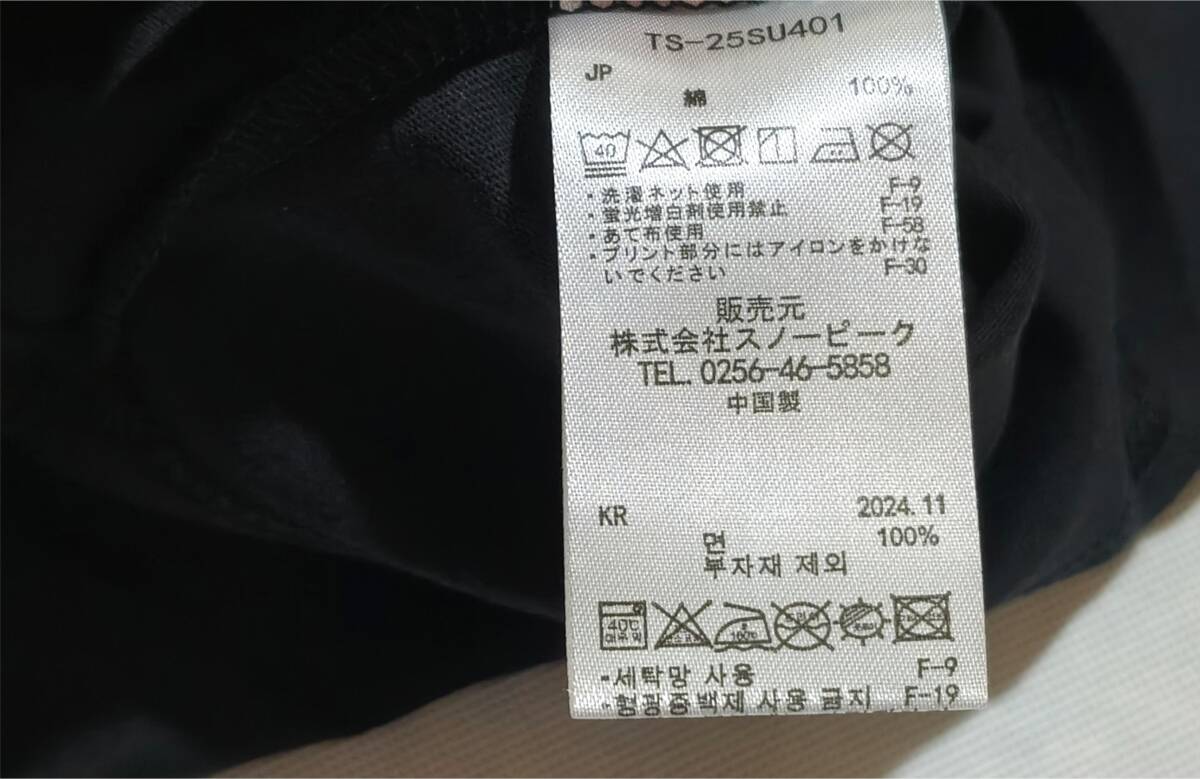 TS-25SU401
JP
綿 100%
40
・洗濯ネット使用 F-9
・蛍光増白剤使用禁止 F-19
・あて布使用 F-58
・プリント部分にはアイロンをかけな
いでください F-30
販売元
株式会社スノーピーク
TEL. 0256-46-5858
中国製
KR 2024.11
면 100%
부자재 제외
40℃
・세탁망 사용 F-9
・형광증백제 사용 금지 F-19